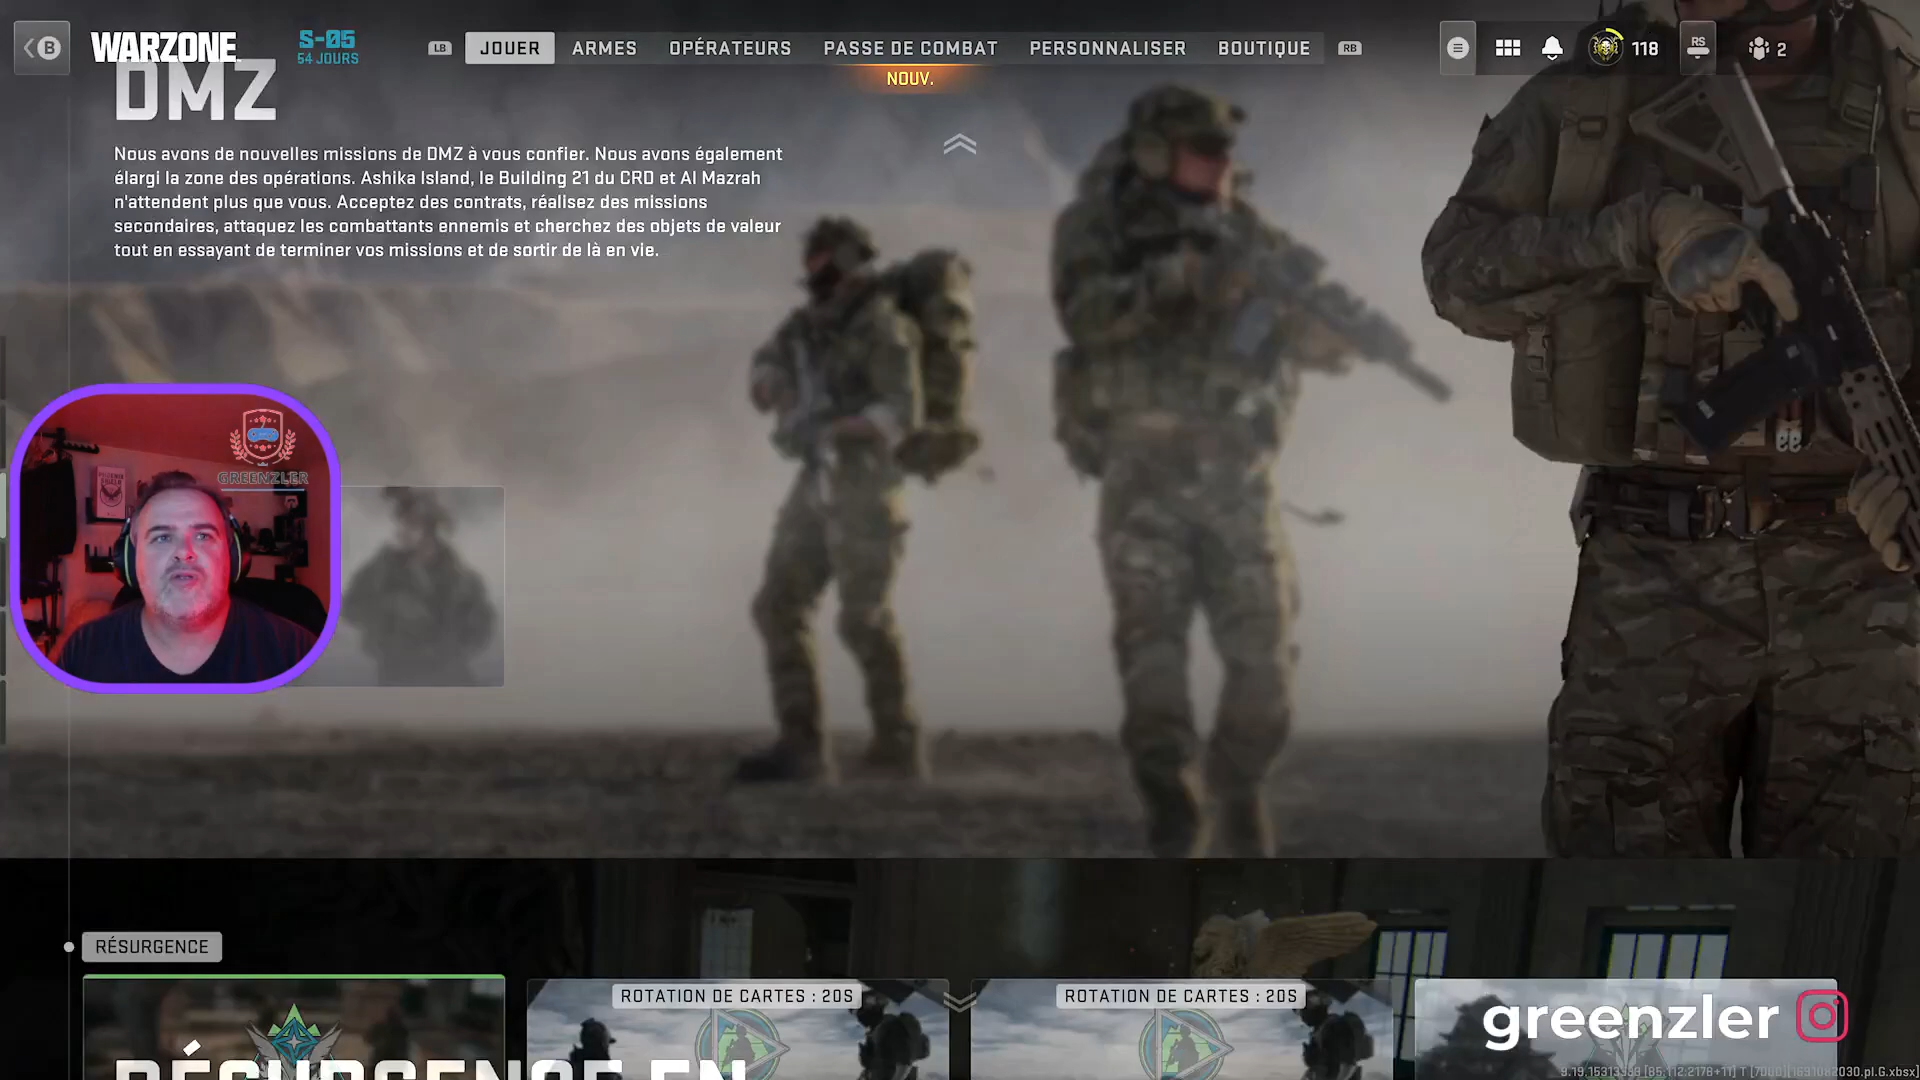 B
WARZONE
S-05
54 JOURS
LB
JOUER
ARMES
OPÉRATEURS
PASSE DE COMBAT
NOUV.
PERSONNALISER
BOUTIQUE
RB
118
RS
2
DMZ
Nous avons de nouvelles missions de DMZ à vous confier. Nous avons également
élargi la zone des opérations. Ashika Island, le Building 21 du CRD et Al Mazrah
n'attendent plus que vous. Acceptez des contrats, réalisez des missions
secondaires, attaquez les combattants ennemis et cherchez des objets de valeur
tout en essayant de terminer vos missions et de sortir de là en vie.
GREENZLER
RÉSURGENCE
ROTATION DE CARTES : 20S
ROTATION DE CARTES : 20S
RÉSURGENCE EN
greenzler